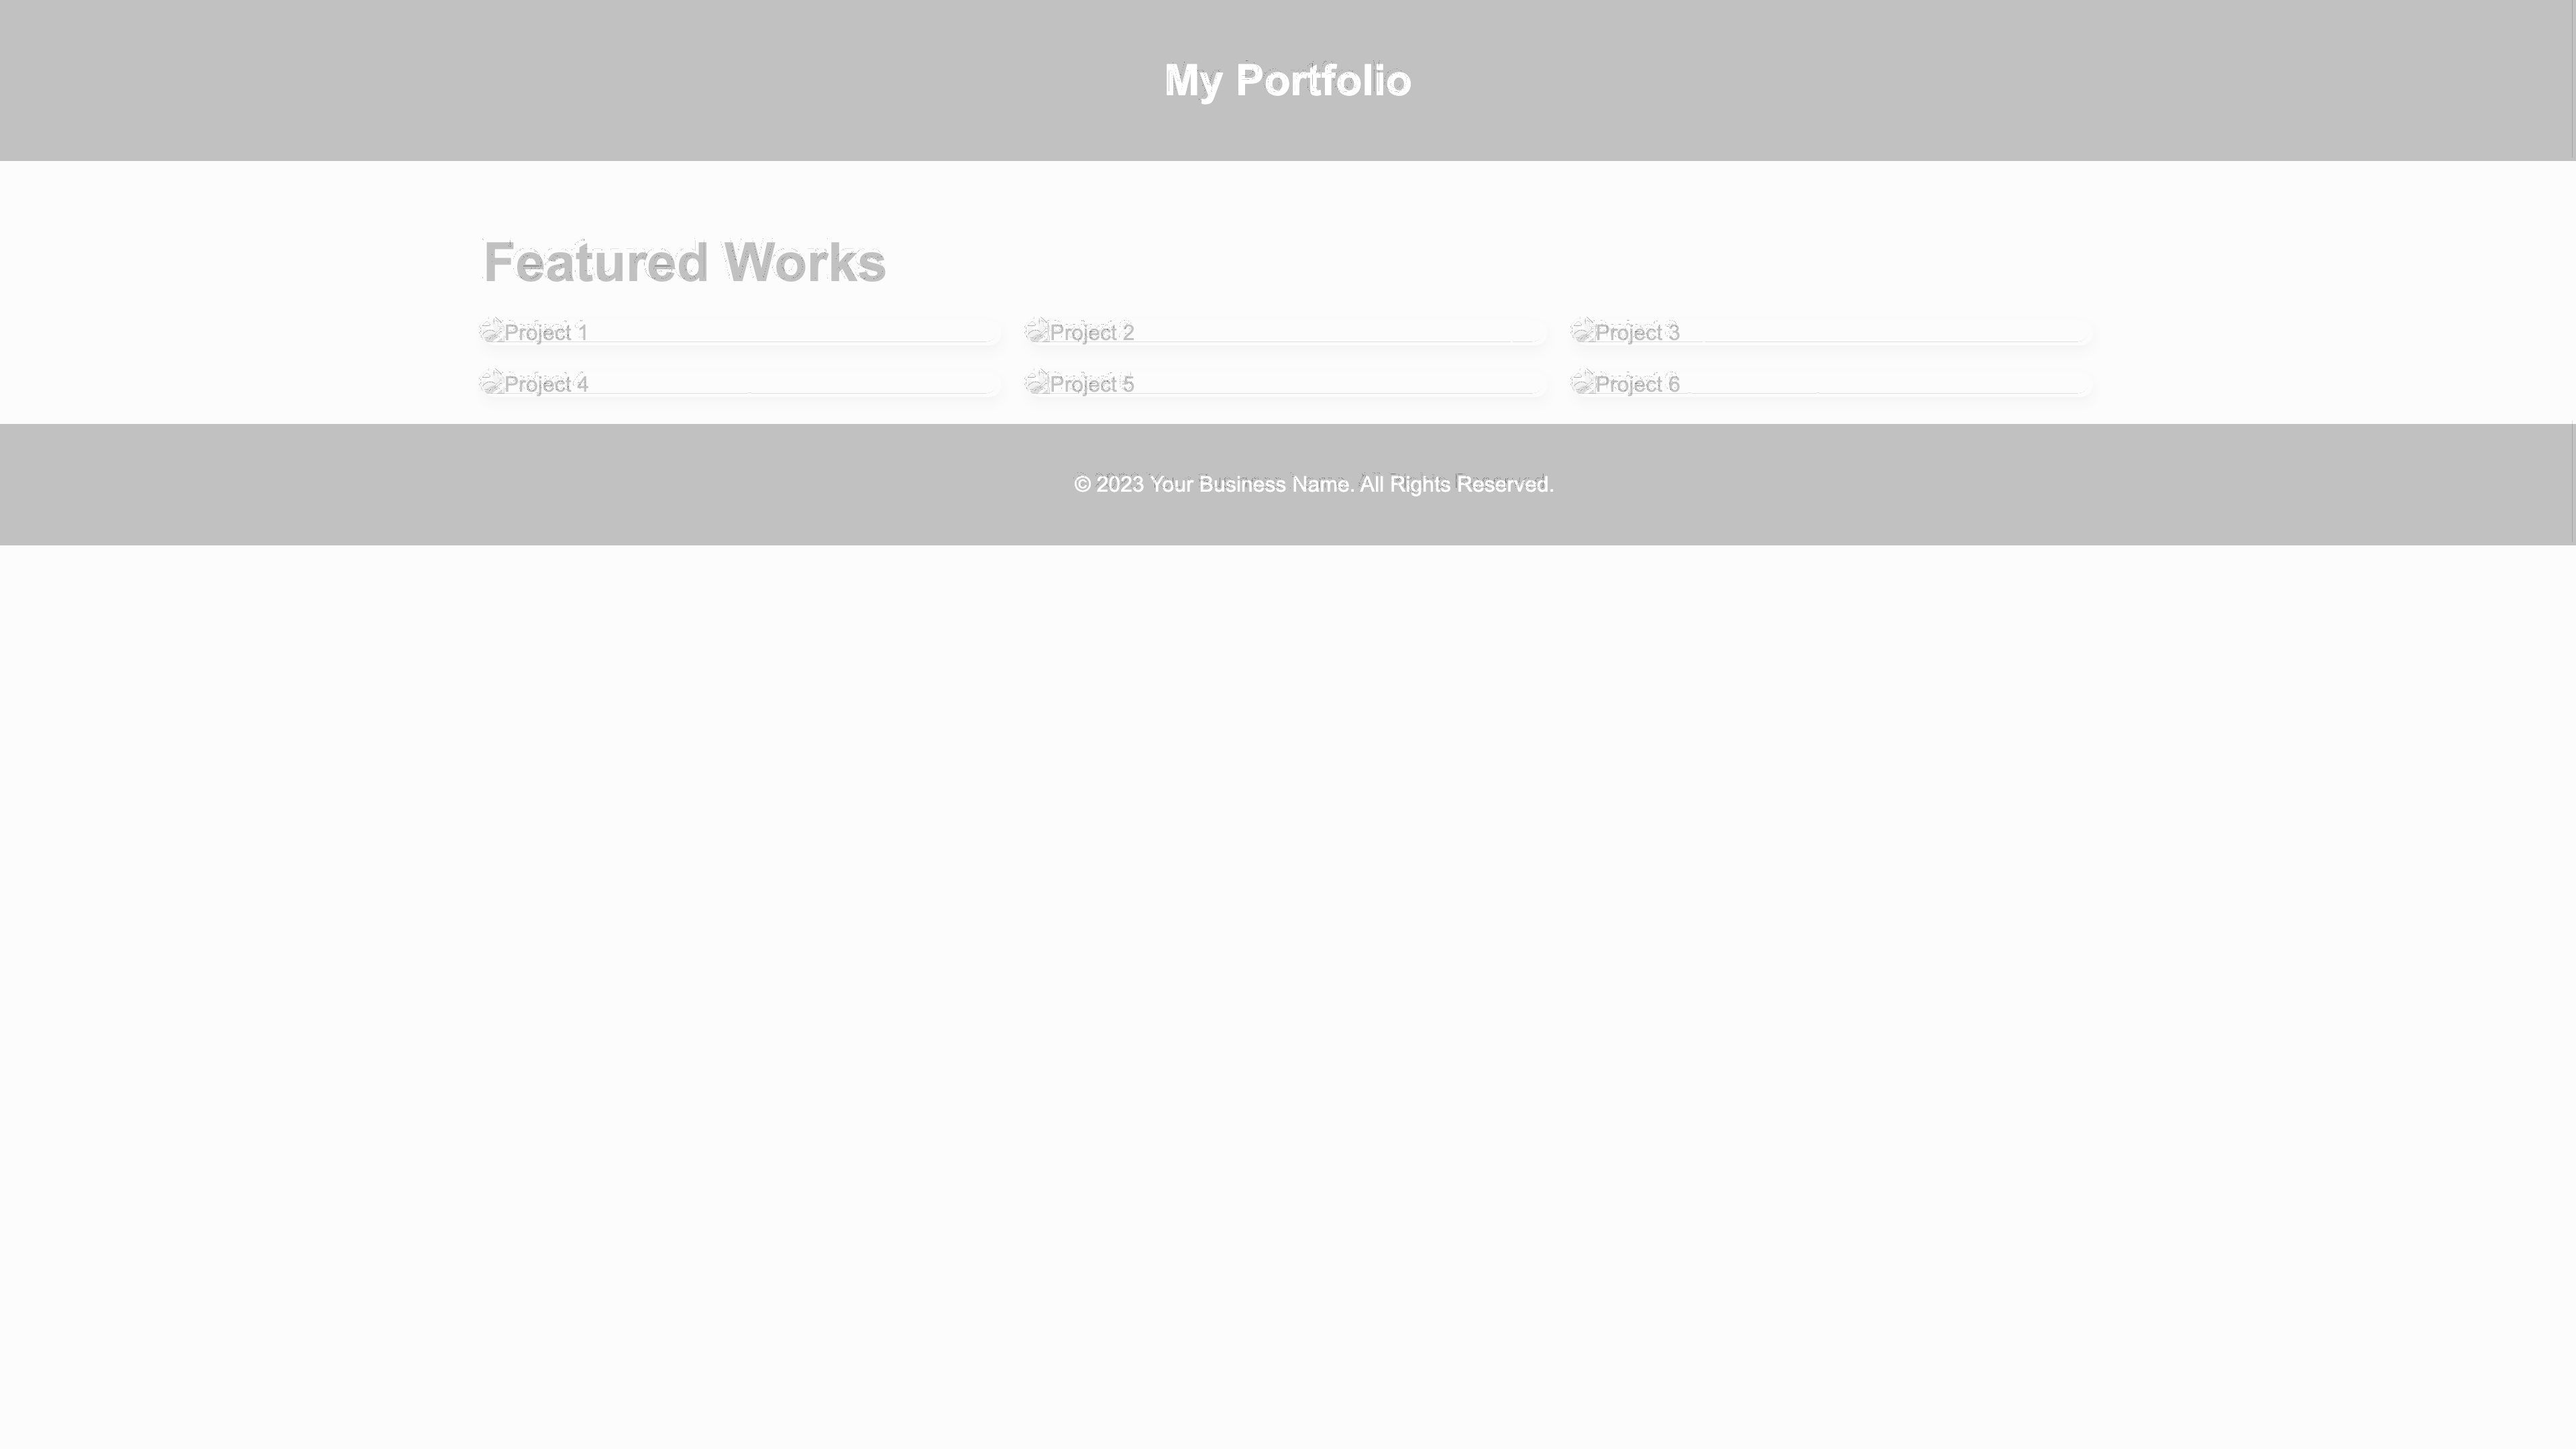 My Portfolio
Featured Works
Project 1
Project 2
Project 3
Project 4
Project 5
Project 6
© 2023 Your Business Name. All Rights Reserved.